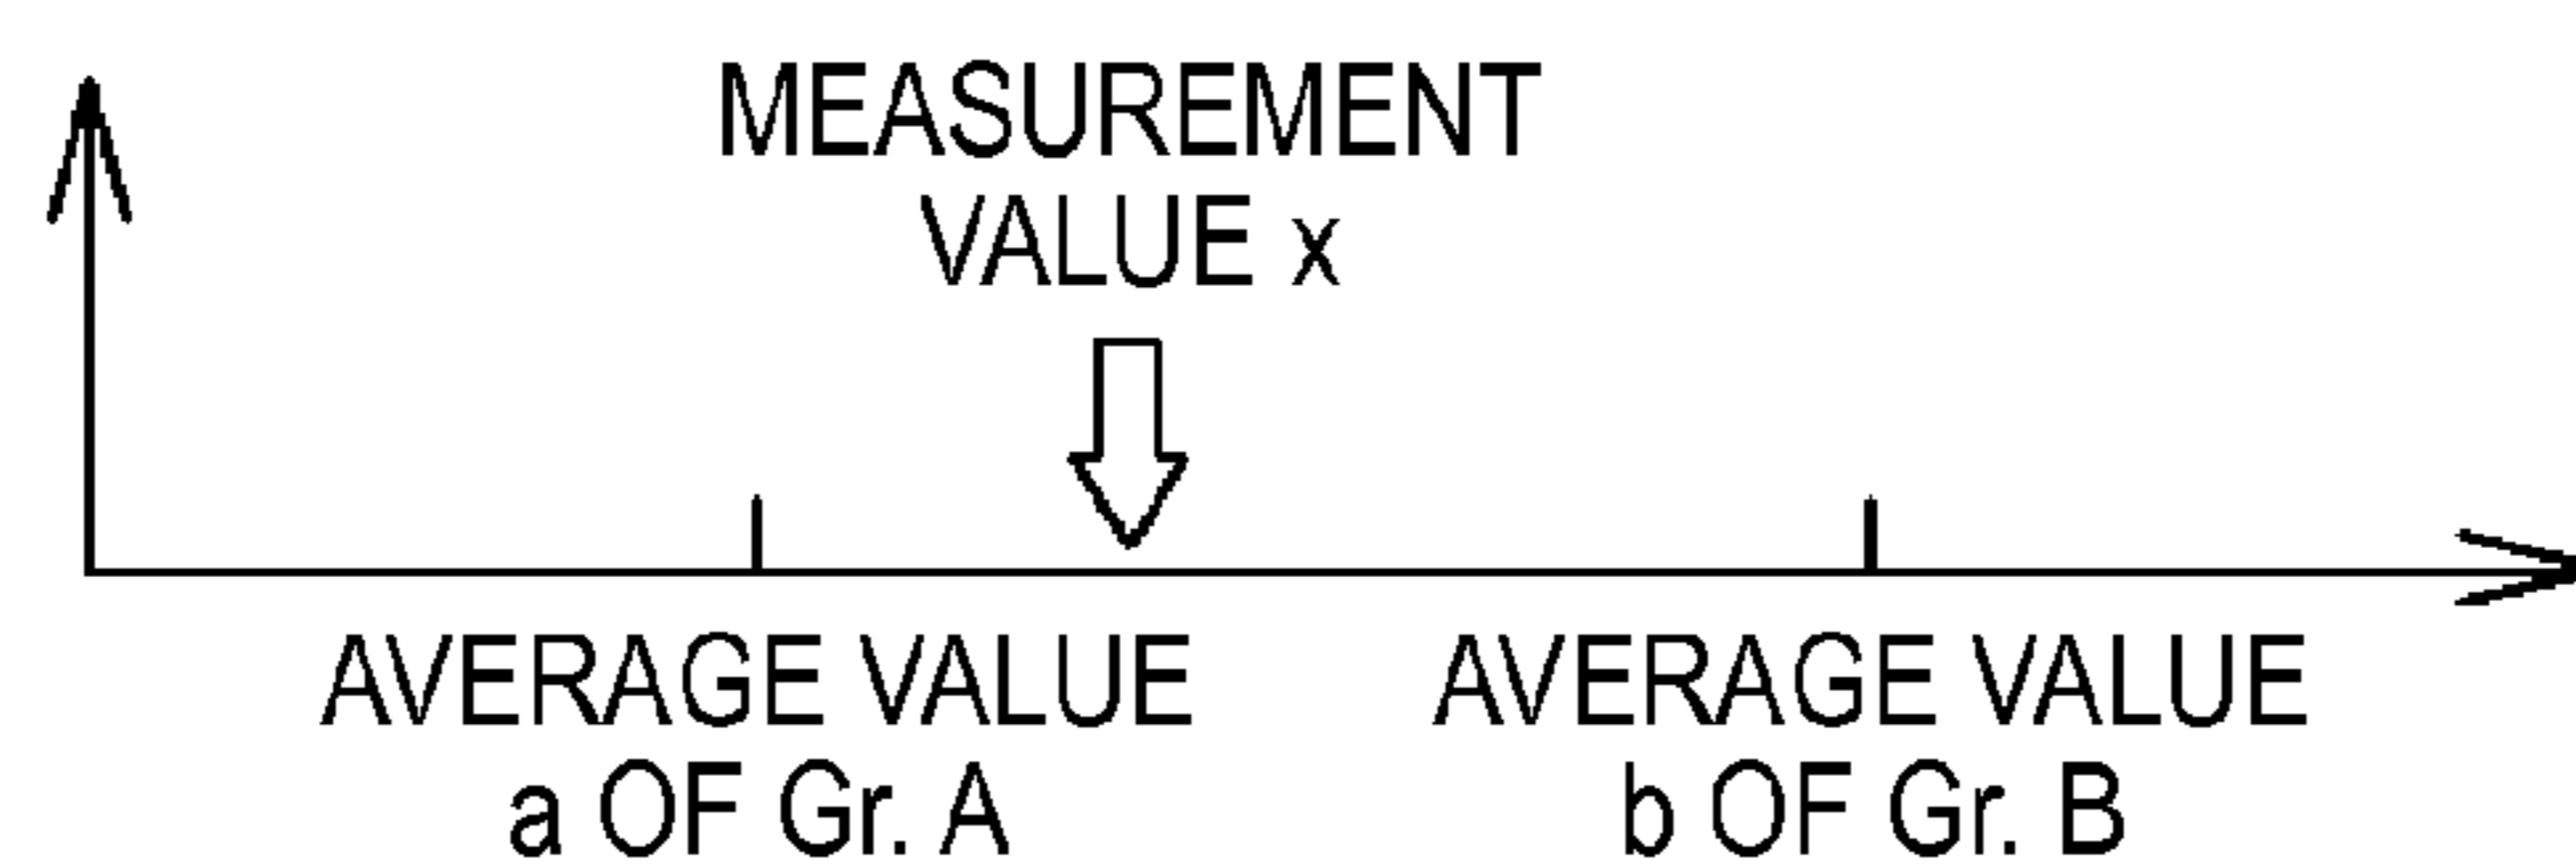 MEASUREMENT
VALUE x
AVERAGE VALUE
a OF Gr. A
AVERAGE VALUE
b OF Gr. B